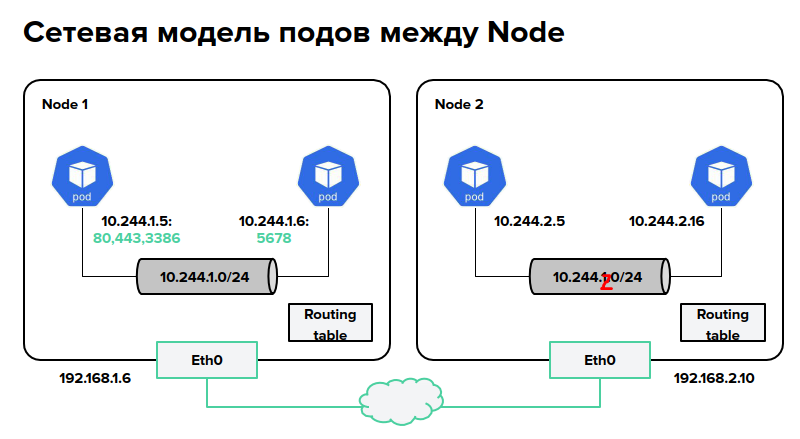 Сетевая модель подов между Node
Node 1
pod
pod
10.244.1.5:
80,443,3386
10.244.1.6:
5678
10.244.1.0/24
Routing
table
Eth0
192.168.1.6
Node 2
pod
pod
10.244.2.5
10.244.2.16
10.244.1.0/24
2
Routing
table
Eth0
192.168.2.10